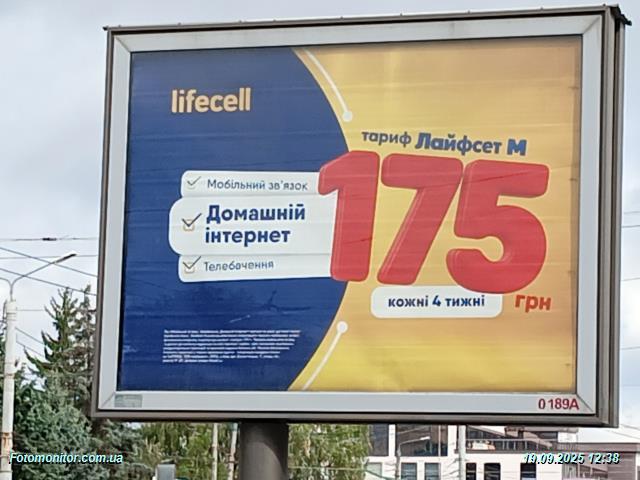 lifecell
тариф Лайфсет М
175
грн
кожні 4 тижні
Мобільний зв'язок
Домашній
інтернет
Телебачення
0189A
Fotomonitor.com.ua
19.09.2025 12:38